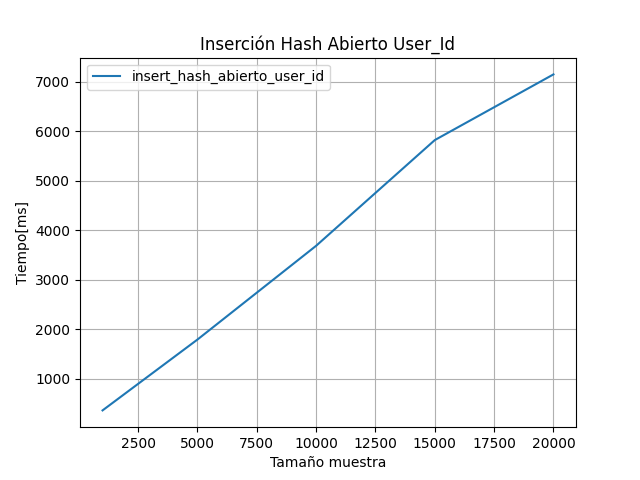 Inserción Hash Abierto User_Id
insert_hash_abierto_user_id
Tiempo[ms]
7000
6000
5000
4000
3000
2000
1000
2500 5000 7500 10000 12500 15000 17500 20000
Tamaño muestra